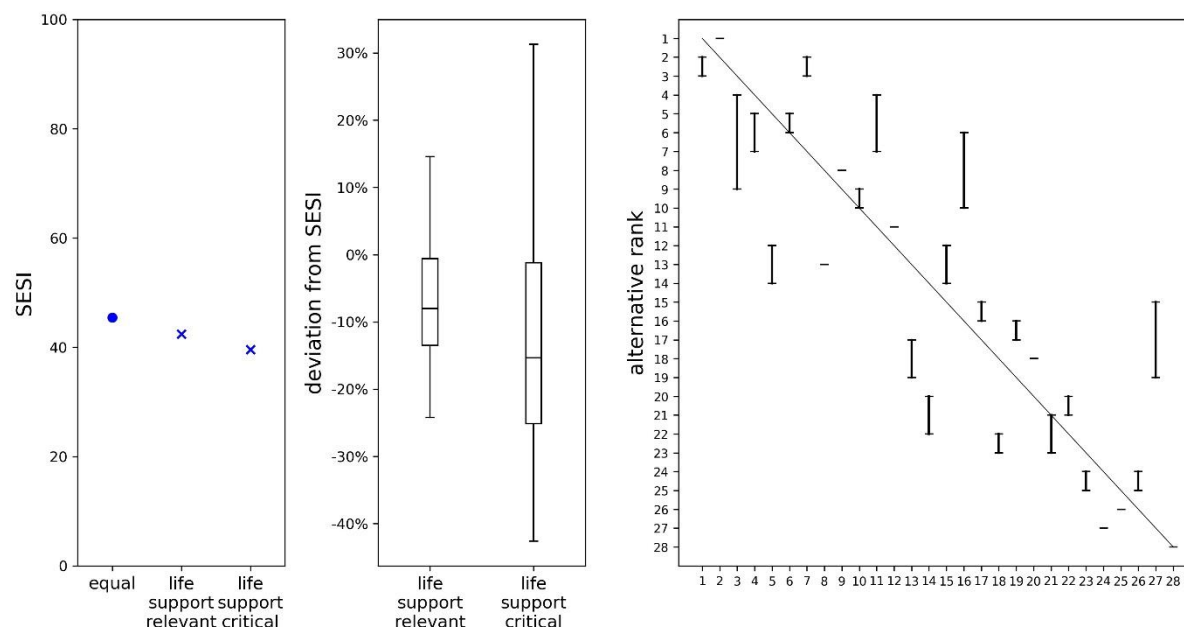 SESI
100
80
60
40
20
0
equal
life
support
relevant
life
support
critical
deviation from SESI
30%
20%
10%
0%
-10%
-20%
-30%
-40%
life
support
relevant
life
support
critical
alternative rank
1
2
3
4
5
6
7
8
9
10
11
12
13
14
15
16
17
18
19
20
21
22
23
24
25
26
27
28
1 2 3 4 5 6 7 8 9 10 11 12 13 14 15 16 17 18 19 20 21 22 23 24 25 26 27 28